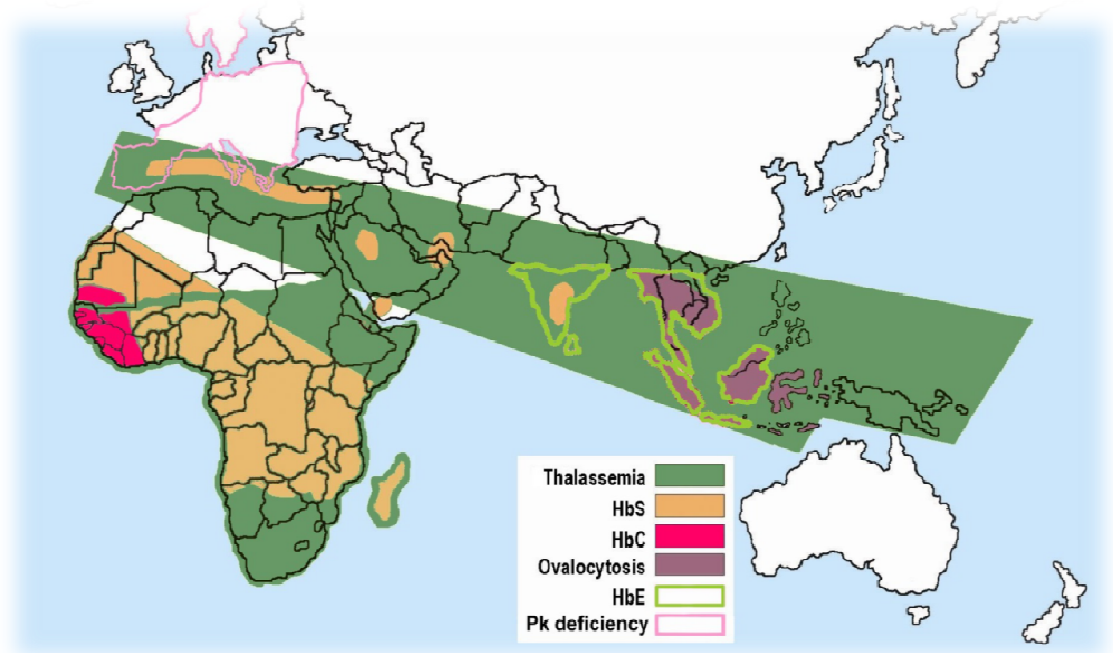 Thalassemia
HbS
HbC
Ovalocytosis
HbE
Pk deficiency